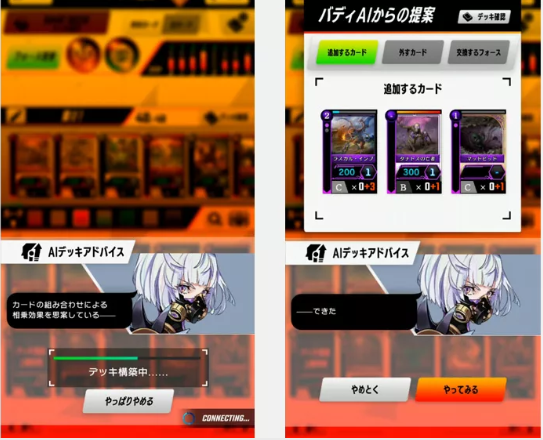 AIデッキアドバイス
カードの組み合わせによる
相乗効果を思案している――
デッキ構築中......
やっぱりやめる
CONNECTING...
バディAIからの提案
デッキ確認
追加するカード
外すカード
交換するフォース
追加するカード
2
200
1
C
×0+3
300
1
B
×0+1
1
C
×0+1
AIデッキアドバイス
――できた
やめとく
やってみる